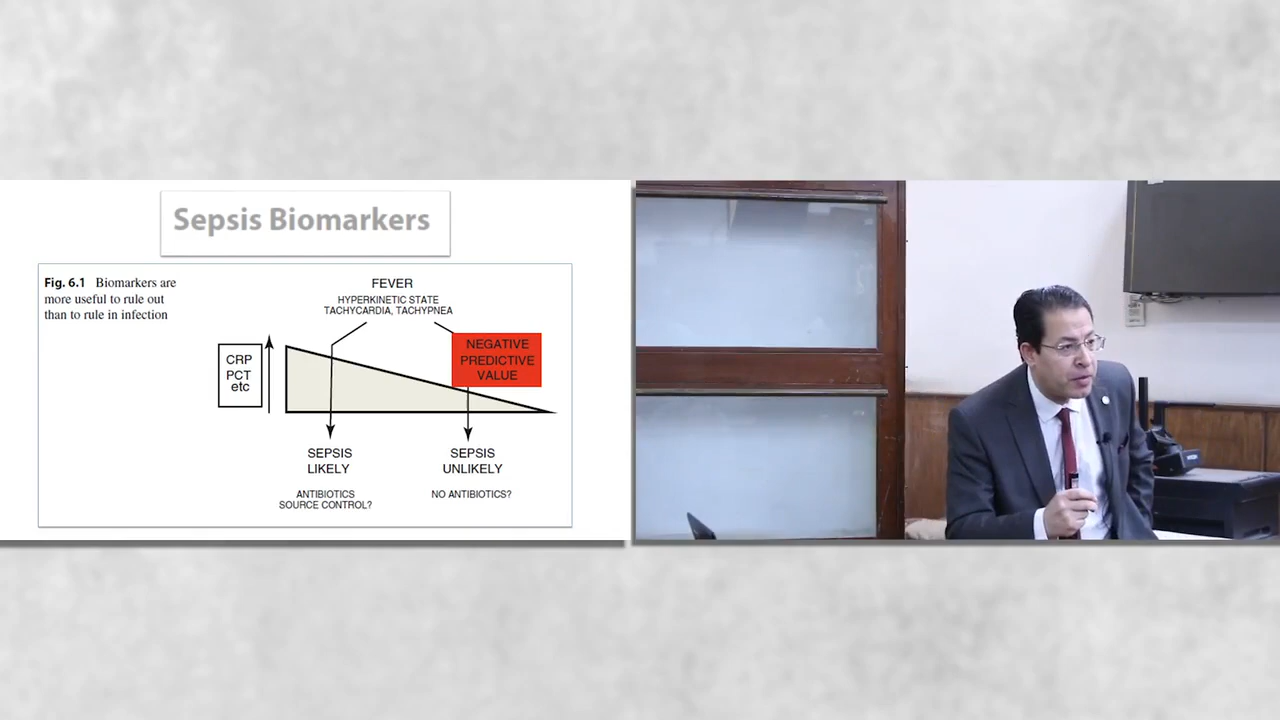 Sepsis Biomarkers
Fig. 6.1 Biomarkers are
more useful to rule out
than to rule in infection
FEVER
HYPERKINETIC STATE
TACHYCARDIA, TACHYPNEA
CRP
PCT
etc
NEGATIVE
PREDICTIVE
VALUE
SEPSIS
LIKELY
SEPSIS
UNLIKELY
ANTIBIOTICS
SOURCE CONTROL?
NO ANTIBIOTICS?